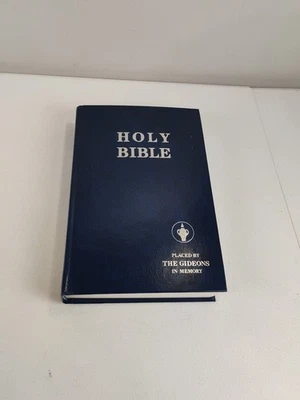 HOLY
BIBLE
PLACED BY
THE GIDEONS
IN MEMORY